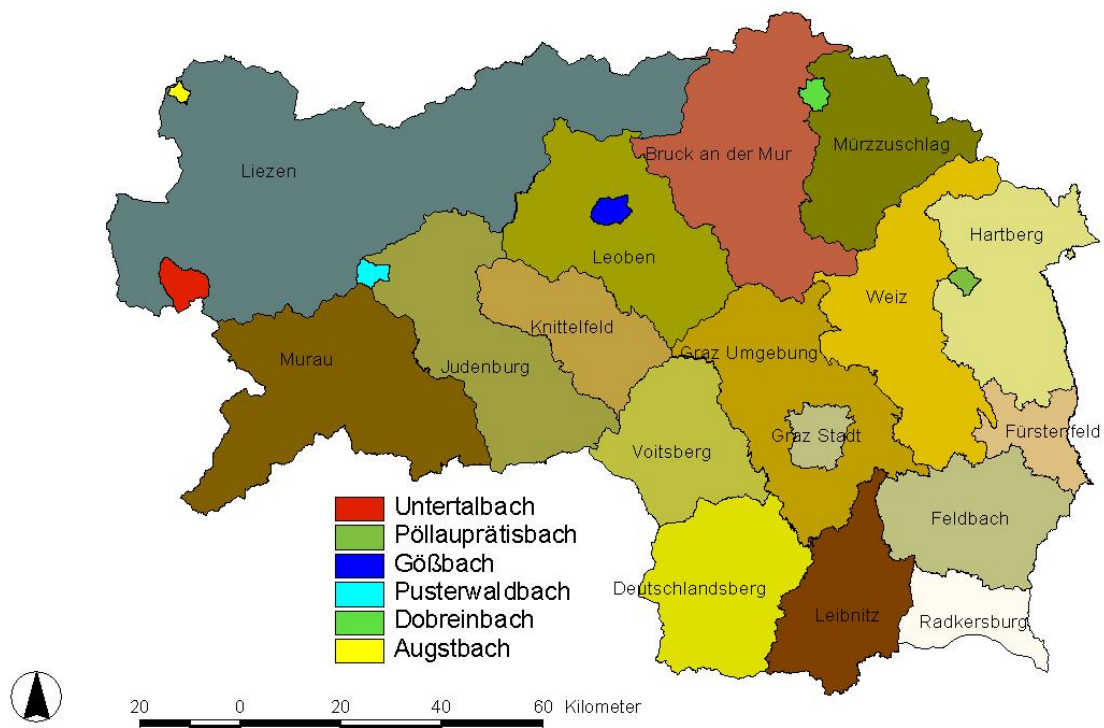 Bruck an der Mur
Mürzzuschlag
Liezen
Hartberg
Leoben
Weiz
Knittelfeld
Murau
Judenburg
Graz Umgebung
Graz Stadt
Fürstenfeld
Voitsberg
Feldbach
Deutschlandsberg
Leibnitz
Radkersburg
Untertalbach
Pöllauprätisbach
Gößbach
Pusterwaldbach
Dobreinbach
Augstbach
20 0 20 40 60 Kilometer